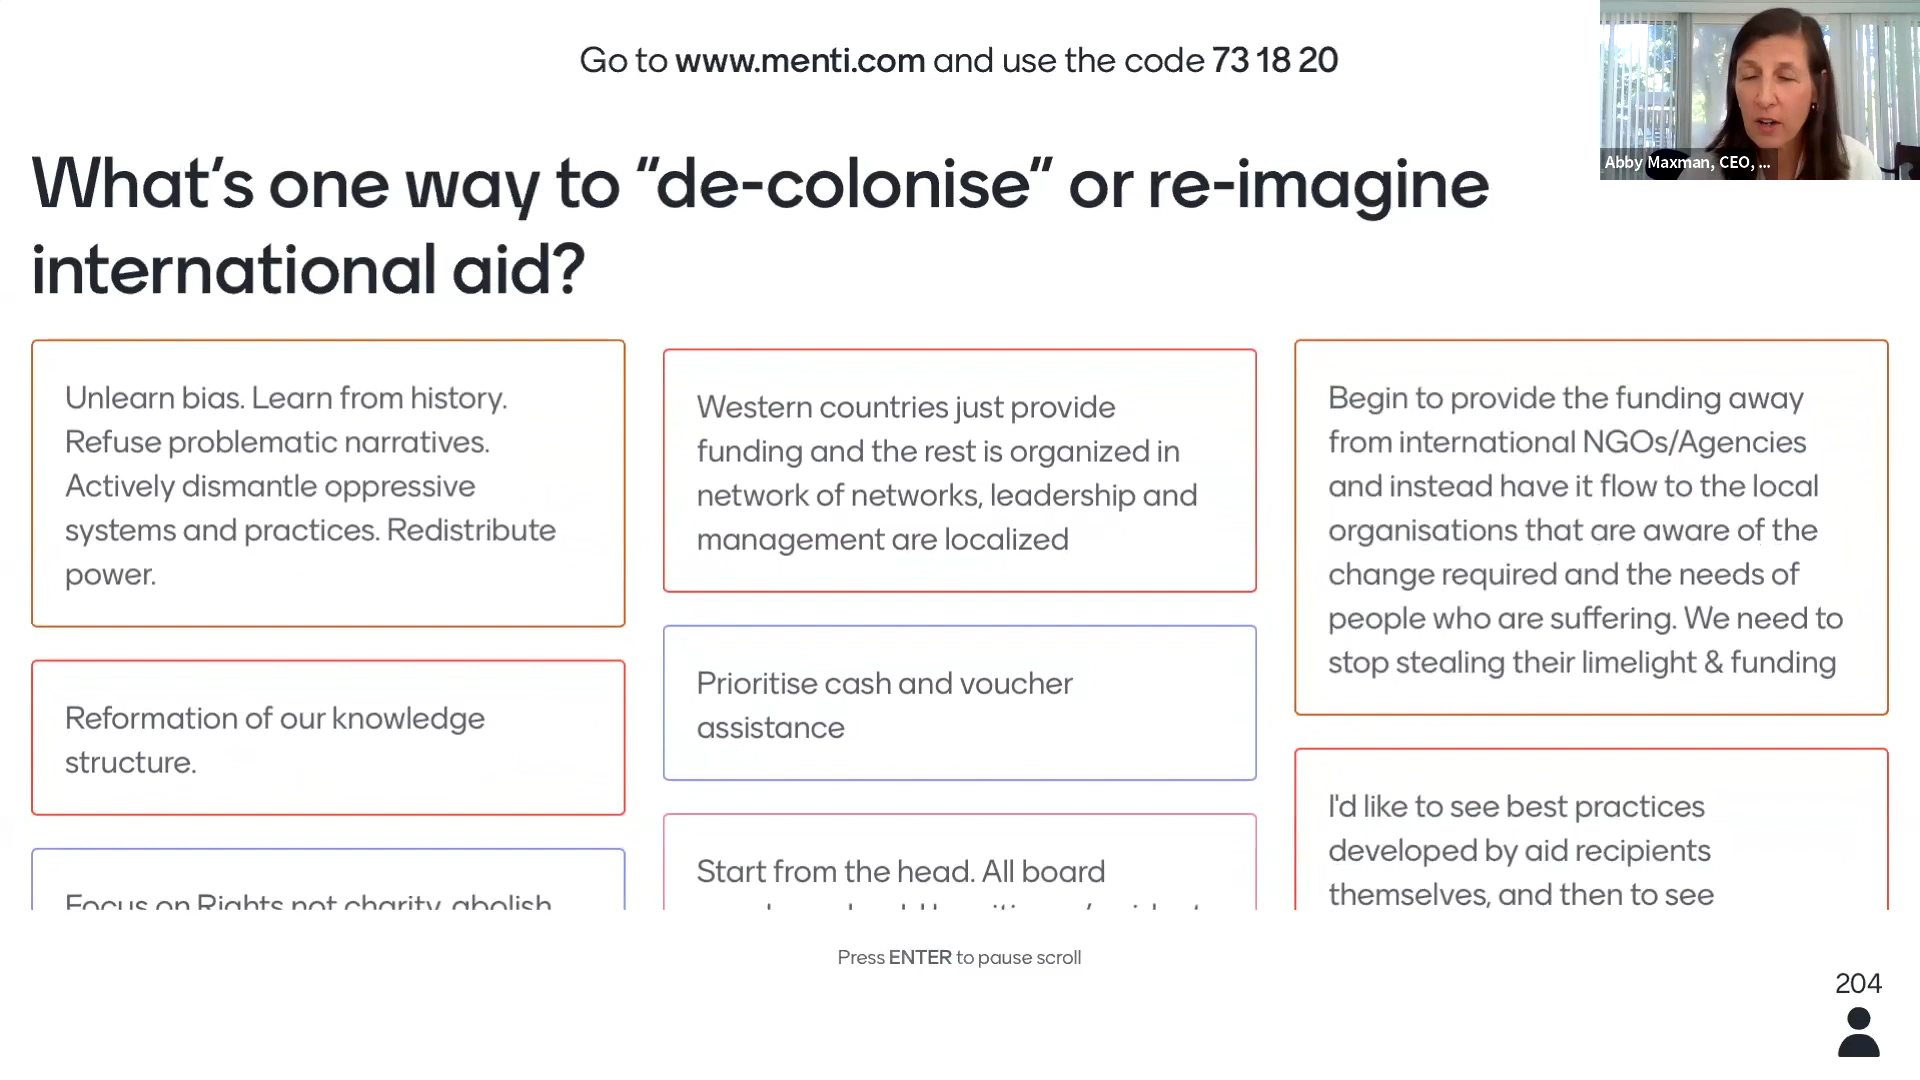 Go to www.menti.com and use the code 73 18 20
Abby Maxman, CEO, ...
What's one way to “de-colonise” or re-imagine
international aid?
Unlearn bias. Learn from history.
Refuse problematic narratives.
Actively dismantle oppressive
systems and practices. Redistribute
power.
Reformation of our knowledge
structure.
Focus on Rights not charity, abolish
Western countries just provide
funding and the rest is organized in
network of networks, leadership and
management are localized
Prioritise cash and voucher
assistance
Start from the head. All board
Begin to provide the funding away
from international NGOs/Agencies
and instead have it flow to the local
organisations that are aware of the
change required and the needs of
people who are suffering. We need to
stop stealing their limelight & funding
I'd like to see best practices
developed by aid recipients
themselves, and then to see
Press ENTER to pause scroll
204